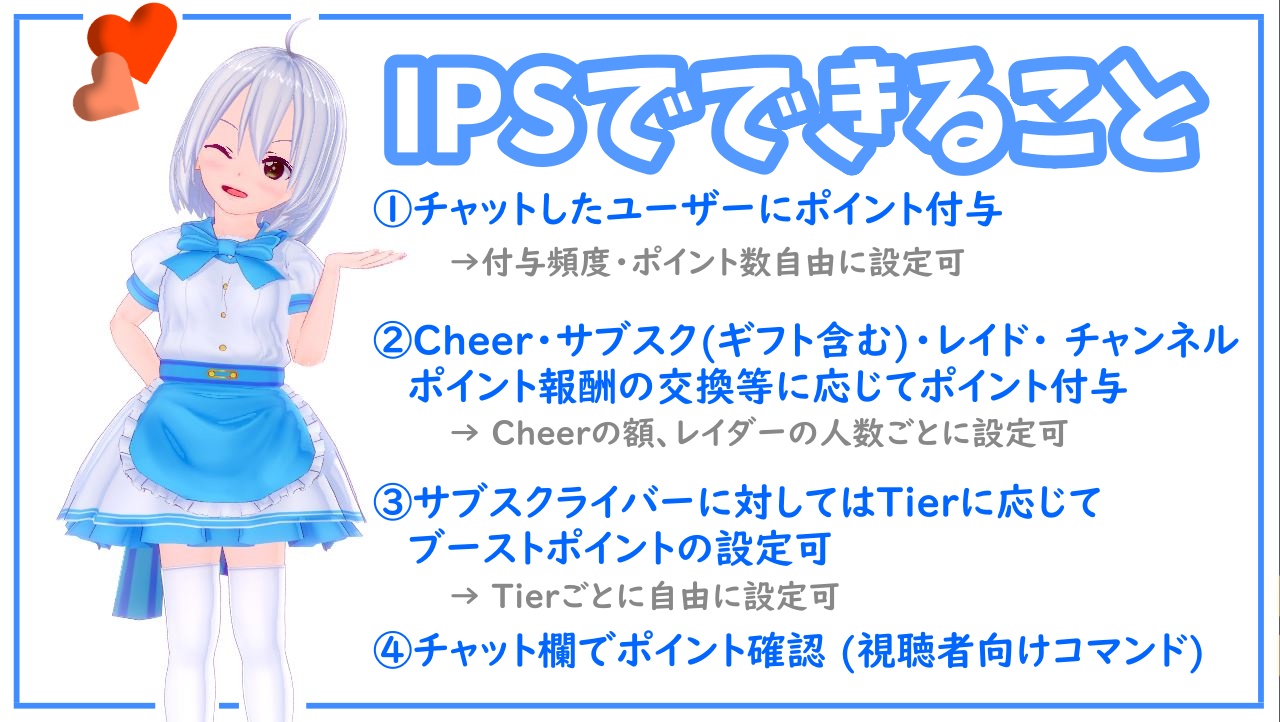 IPSでできること
①チャットしたユーザーにポイント付与
→付与頻度・ポイント数自由に設定可
②Cheer・サブスク(ギフト含む)・レイド・ チャンネル
ポイント報酬の交換等に応じてポイント付与
→ Cheerの額、レイダーの人数ごとに設定可
③サブスクライバーに対してはTierに応じて
ブーストポイントの設定可
→ Tierごとに自由に設定可
④チャット欄でポイント確認 (視聴者向けコマンド)